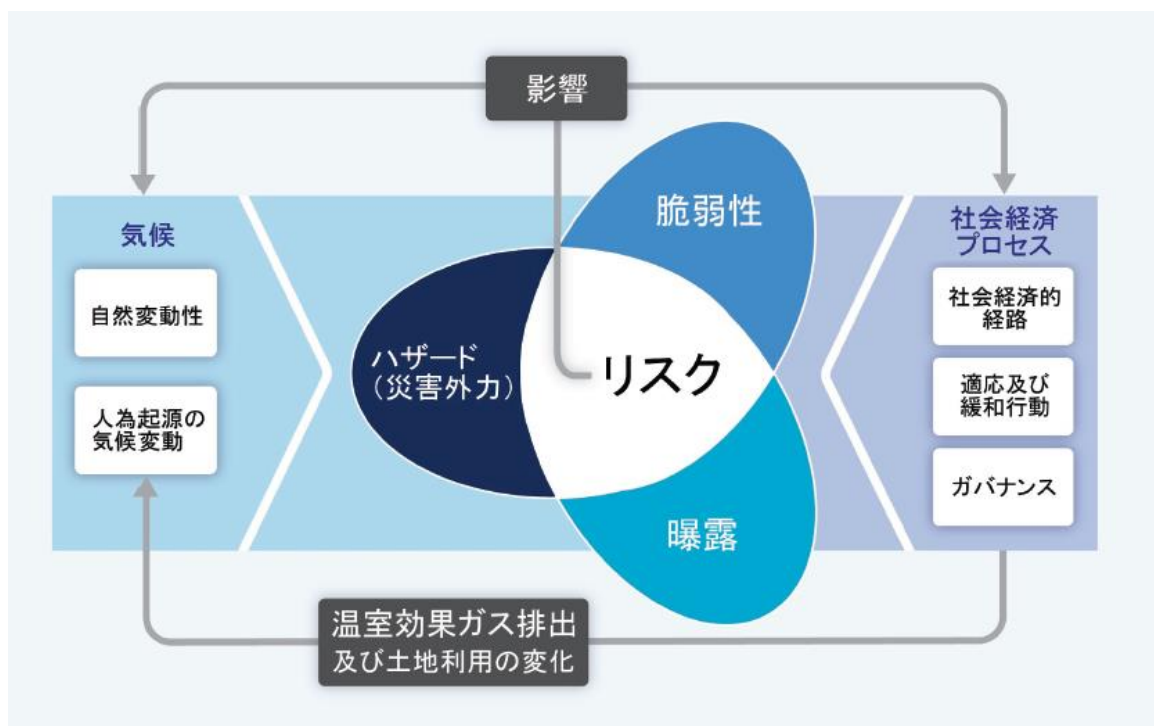 影響
気候
自然変動性
人為起源の
気候変動
ハザード
(災害外力)
脆弱性
リスク
曝露
社会経済
プロセス
社会経済的
経路
適応及び
緩和行動
ガバナンス
温室効果ガス排出
及び土地利用の変化